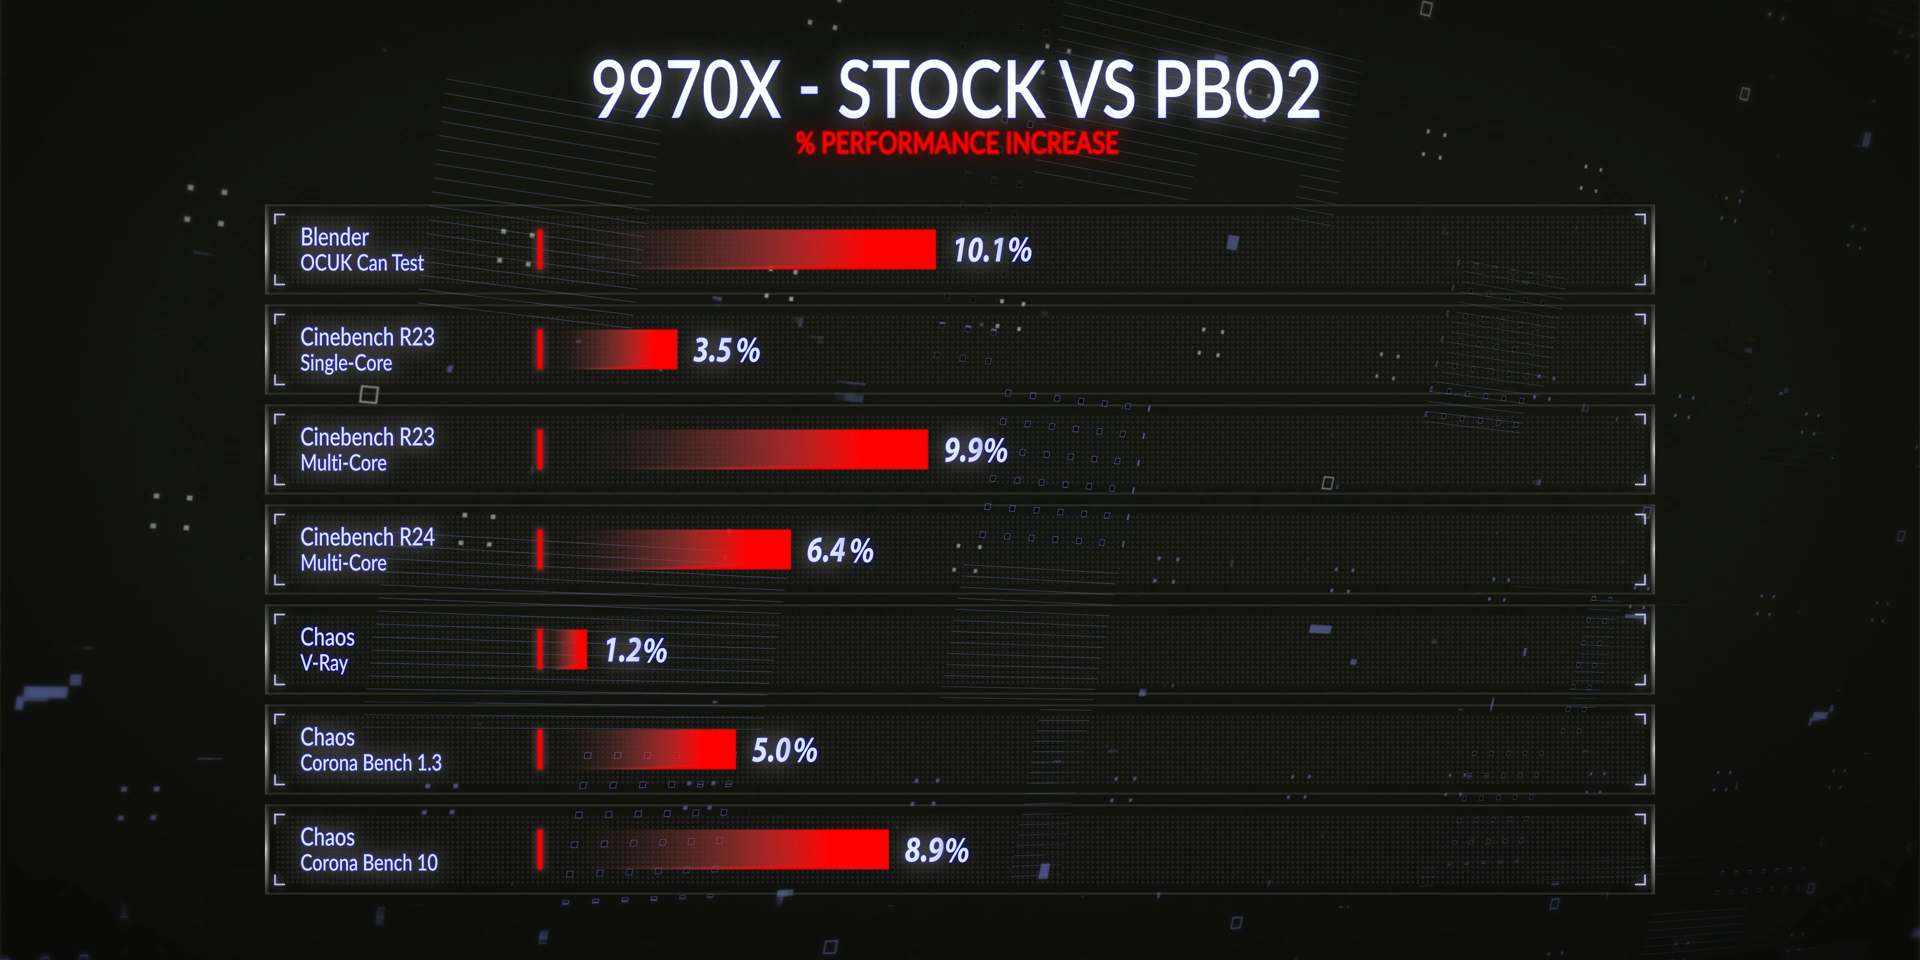 9970X - STOCK VS PBO2
% PERFORMANCE INCREASE
Blender
OCUK Can Test
10.1%
Cinebench R23
Single-Core
3.5%
Cinebench R23
Multi-Core
9.9%
Cinebench R24
Multi-Core
6.4%
Chaos
V-Ray
1.2%
Chaos
Corona Bench 1.3
5.0%
Chaos
Corona Bench 10
8.9%